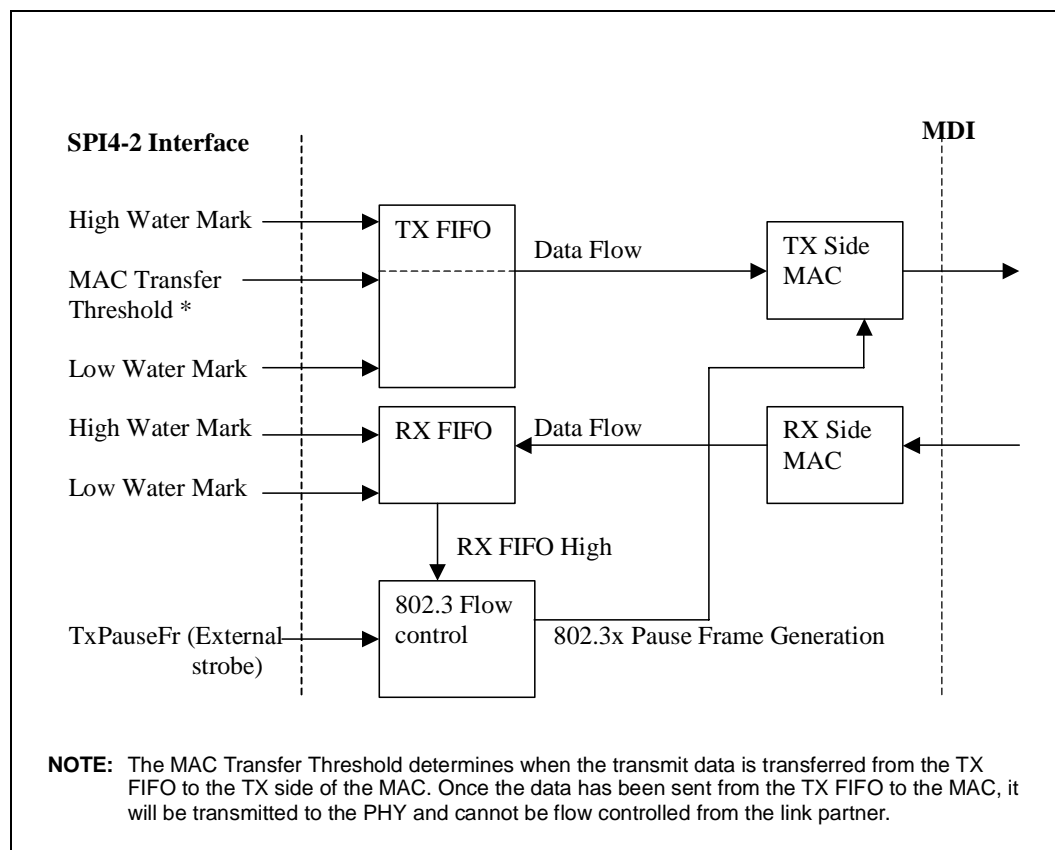 SPI4-2 Interface
MDI
High Water Mark
TX FIFO
Data Flow
TX Side
MAC
MAC Transfer
Threshold *
Low Water Mark
High Water Mark
RX FIFO
Data Flow
RX Side
MAC
Low Water Mark
RX FIFO High
802.3 Flow
control
TxPauseFr (External
strobe)
802.3x Pause Frame Generation
NOTE: The MAC Transfer Threshold determines when the transmit data is transferred from the TX
FIFO to the TX side of the MAC. Once the data has been sent from the TX FIFO to the MAC, it
will be transmitted to the PHY and cannot be flow controlled from the link partner.